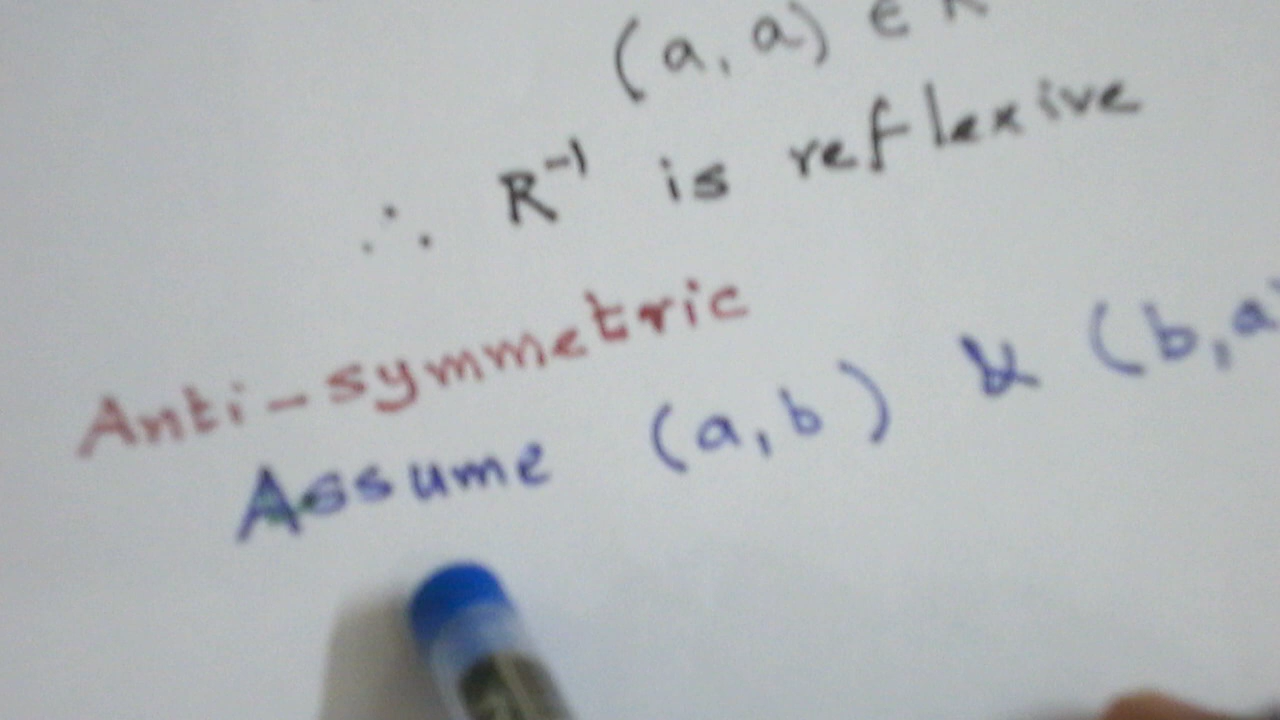 (a, a) ∈ R
∴ R⁻¹ is reflexive
Anti-symmetric
Assume (a, b) & (b, a)